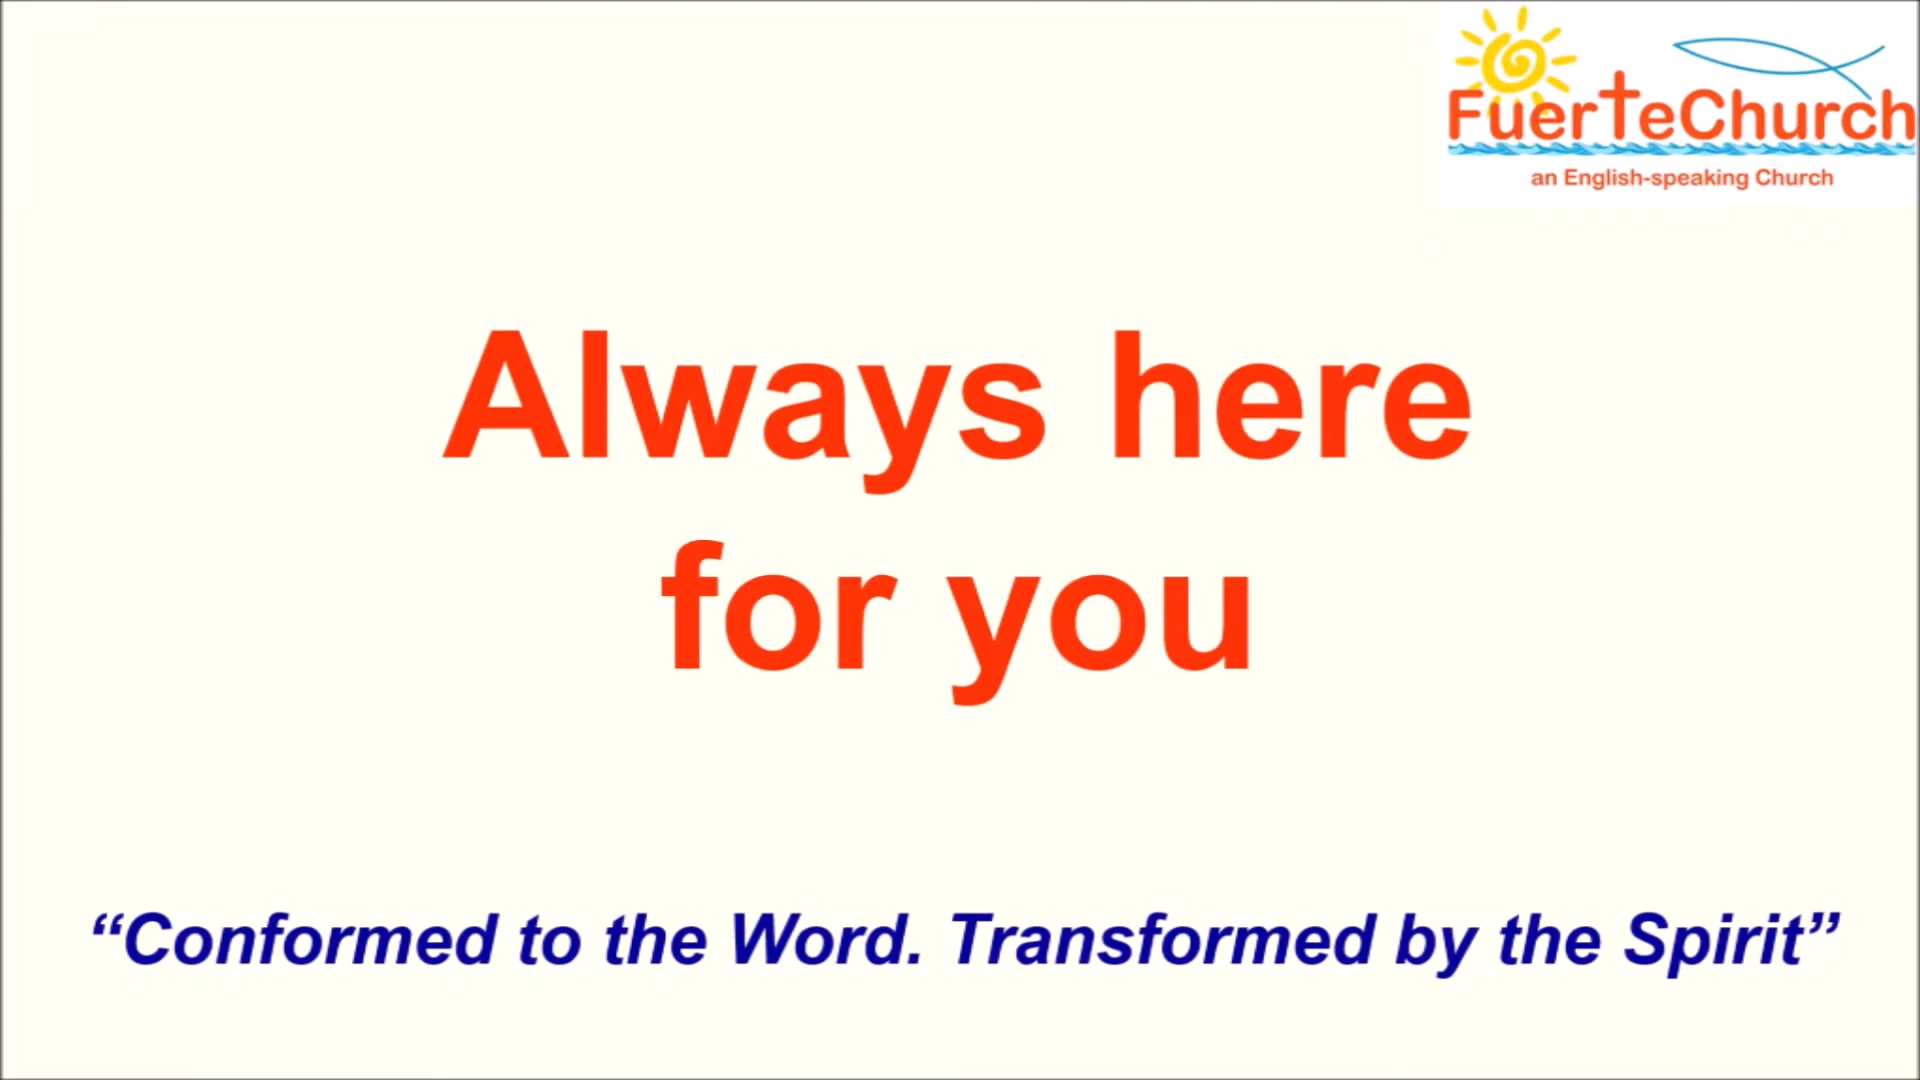 FuerteChurch
an English-speaking Church
Always here
for you
“Conformed to the Word. Transformed by the Spirit”